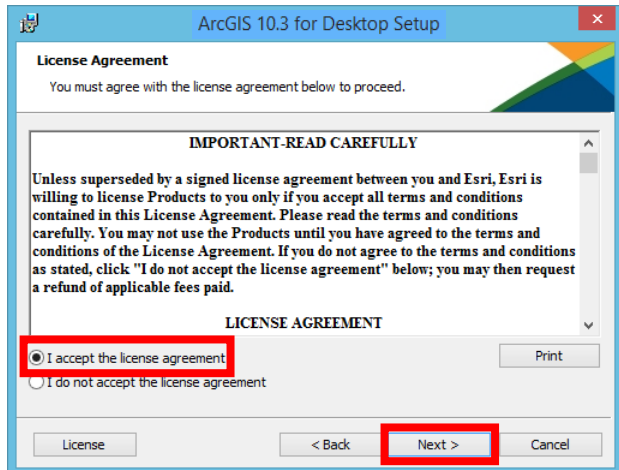 ArcGIS 10.3 for Desktop Setup
License Agreement
You must agree with the license agreement below to proceed.
IMPORTANT-READ CAREFULLY
Unless superseded by a signed license agreement between you and Esri, Esri is
willing to license Products to you only if you accept all terms and conditions
contained in this License Agreement. Please read the terms and conditions
carefully. You may not use the Products until you have agreed to the terms and
conditions of the License Agreement. If you do not agree to the terms and conditions
as stated, click "I do not accept the license agreement" below; you may then request
a refund of applicable fees paid.
LICENSE AGREEMENT
I accept the license agreement
Print
I do not accept the license agreement
License
< Back
Next >
Cancel